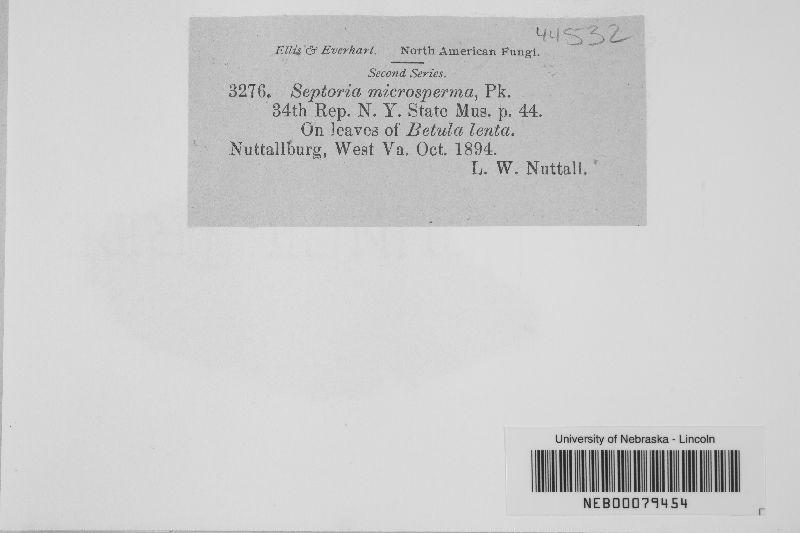 44532
Ellis & Everhart. North American Fungi.
Second Series.
3276. Septoria microsperma, Pk.
34th Rep. N. Y. State Mus. p. 44.
On leaves of Betula lenta.
Nuttallburg, West Va. Oct. 1894.
L. W. Nuttall.
University of Nebraska - Lincoln
NEB00079454